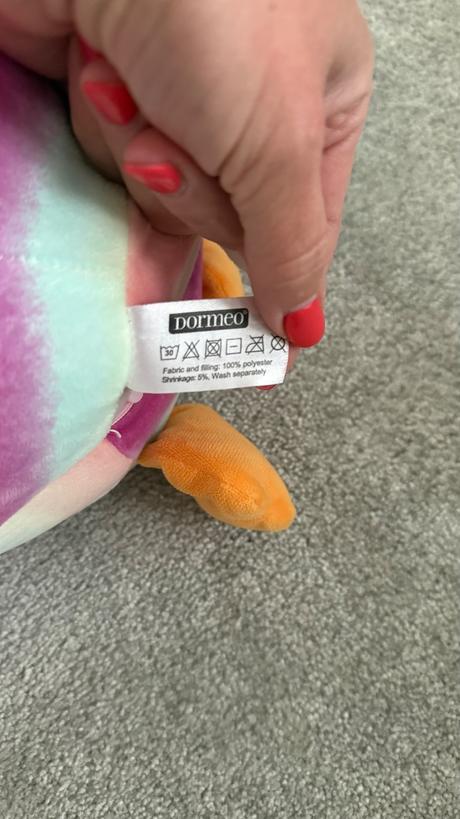 DORMEO
30
Fabric and filling: 100% polyester
Shrinkage: 5%, Wash separately